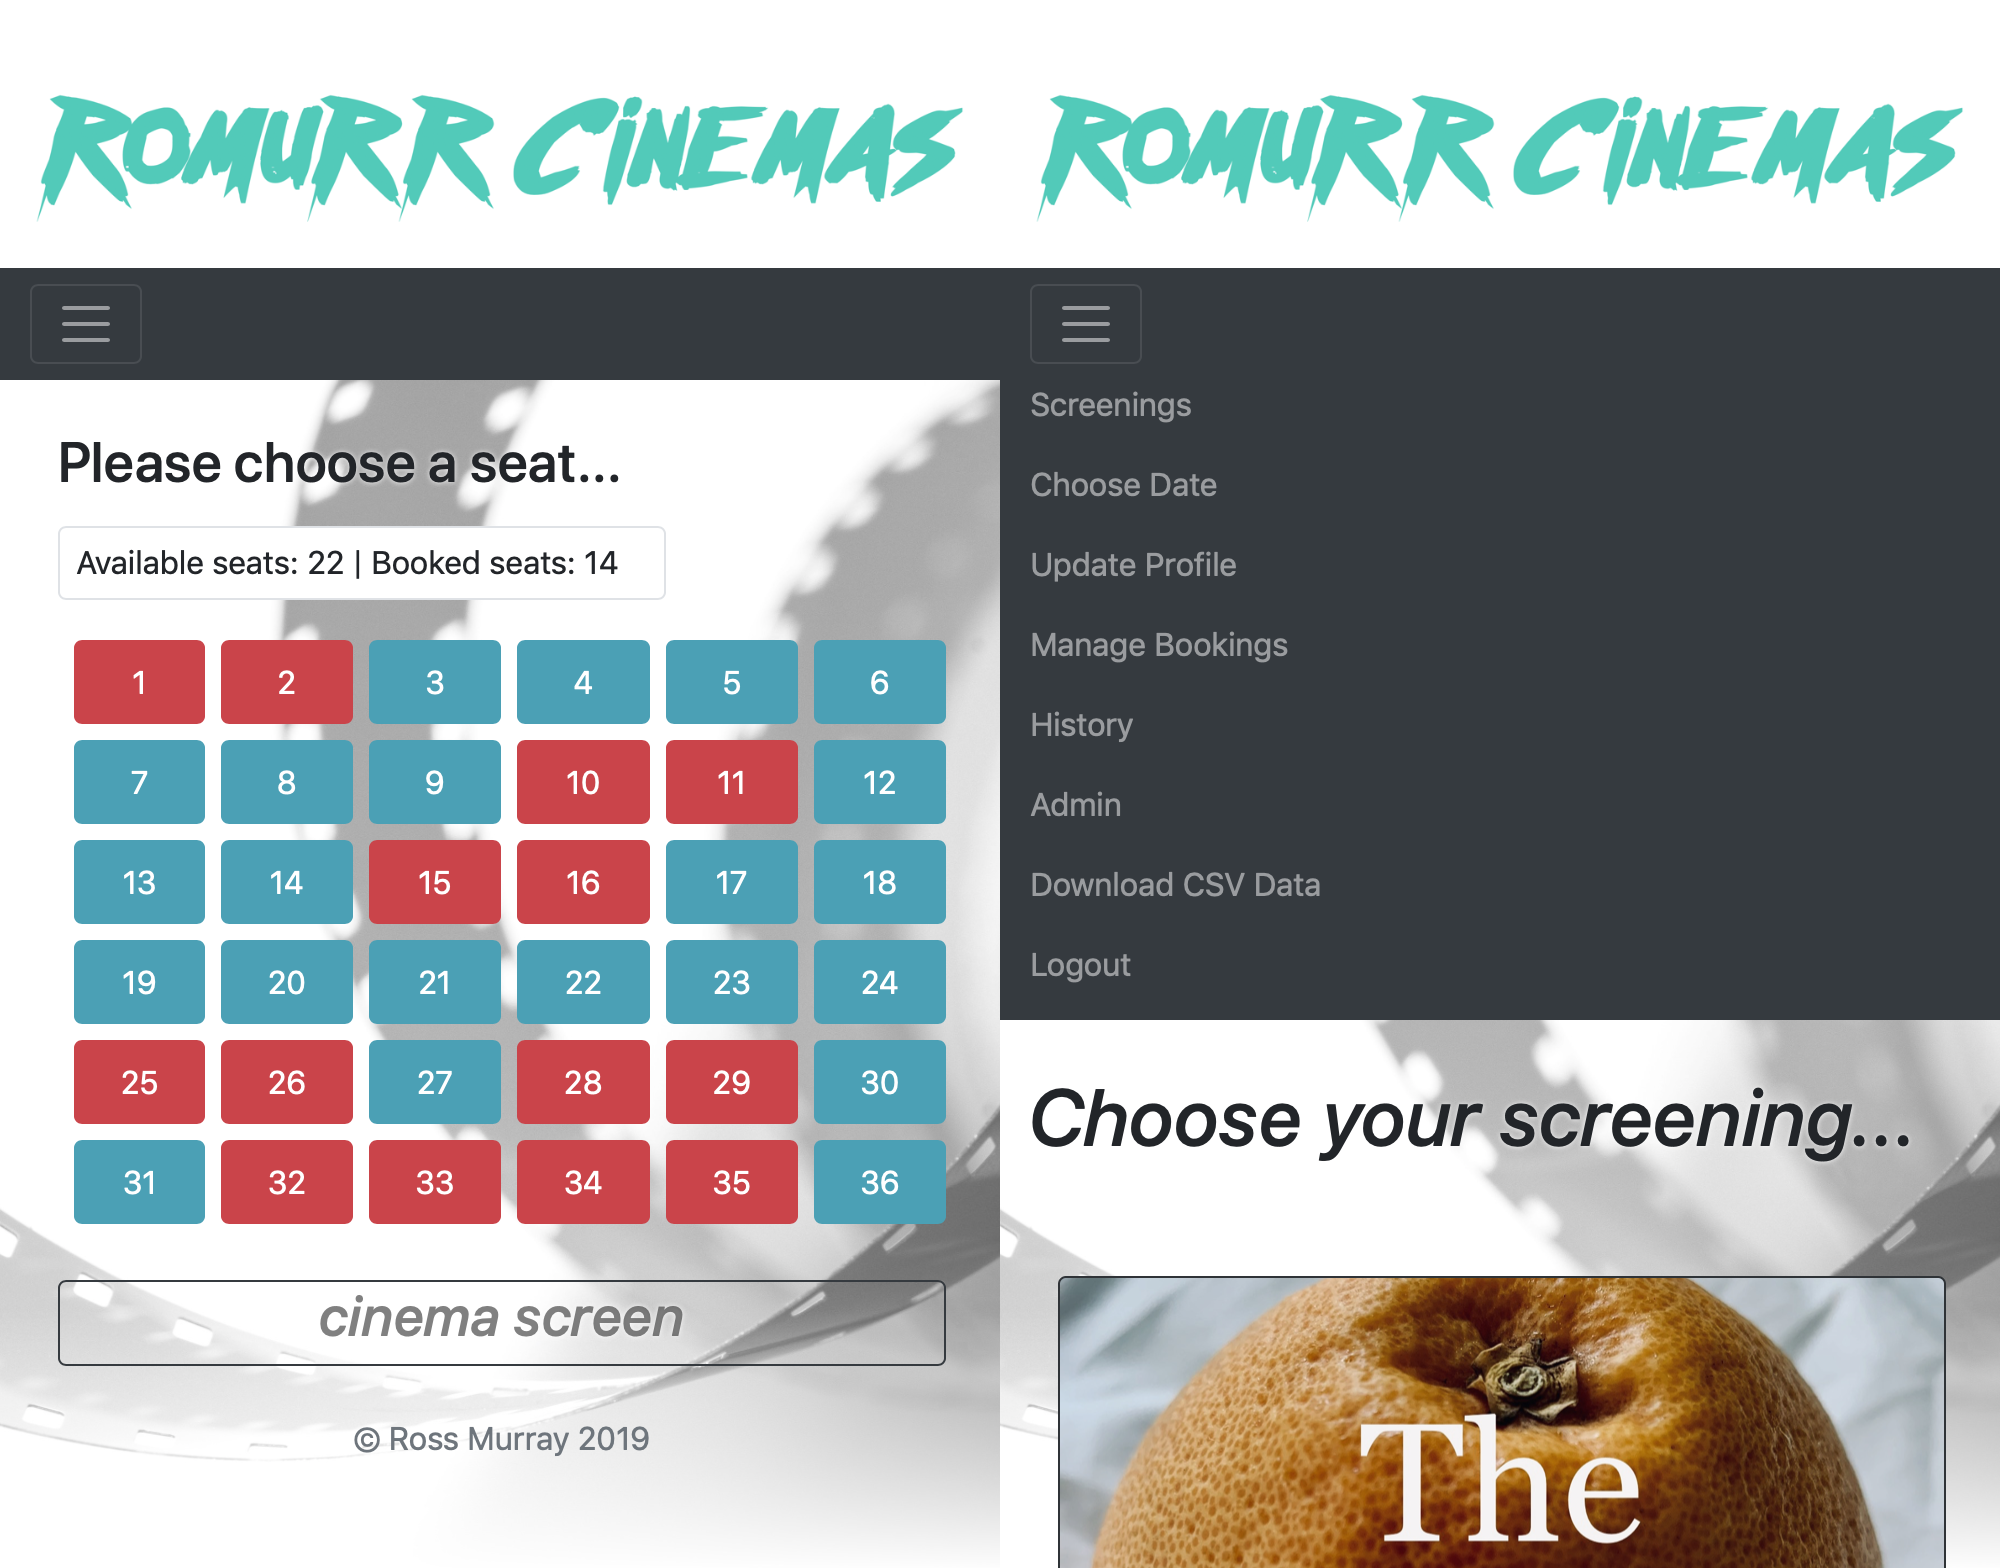 RomuRR Cinemas
Please choose a seat...
Available seats: 22 | Booked seats: 14
1 2 3 4 5 6
7 8 9 10 11 12
13 14 15 16 17 18
19 20 21 22 23 24
25 26 27 28 29 30
31 32 33 34 35 36
cinema screen
© Ross Murray 2019
RomuRR Cinemas
Screenings
Choose Date
Update Profile
Manage Bookings
History
Admin
Download CSV Data
Logout
Choose your screening...
The